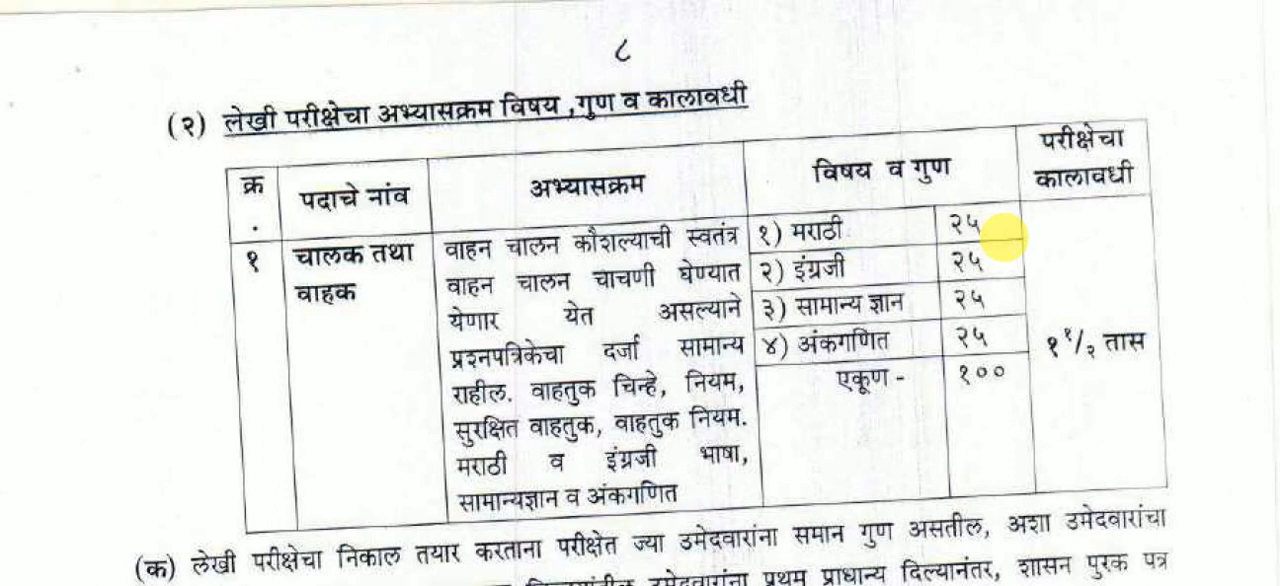 ८
(२) लेखी परीक्षेचा अभ्यासक्रम विषय ,गुण व कालावधी
क्र. पदाचे नांव अभ्यासक्रम विषय व गुण परीक्षेचा कालावधी
१ चालक तथा वाहन चालन कौशल्याची स्वतंत्र १) मराठी २५
वाहक वाहन चालन चाचणी घेण्यात २) इंग्रजी २५
येणार येत असल्याने ३) सामान्य ज्ञान २५
प्रश्नपत्रिकेचा दर्जा सामान्य ४) अंकगणित २५ १ १/२ तास
राहील. वाहतुक चिन्हे, नियम, एकूण - १००
सुरक्षित वाहतुक, वाहतुक नियम.
मराठी व इंग्रजी भाषा,
सामान्यज्ञान व अंकगणित
(क) लेखी परीक्षेचा निकाल तयार करताना परीक्षेत ज्या उमेदवारांना समान गुण असतील, अशा उमेदवारांचा
उमेदवारांना प्रथम प्राधान्य दिल्यानंतर, शासन पुरक पत्र